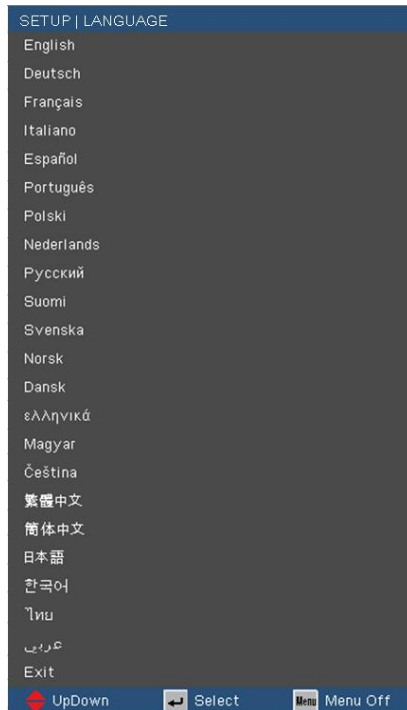 SETUP | LANGUAGE
English
Deutsch
Français
Italiano
Español
Português
Polski
Nederlands
Русский
Suomi
Svenska
Norsk
Dansk
ελληνικά
Magyar
Čeština
繁體中文
简体中文
日本語
한국어
ไทย
عربي
Exit
UpDown Select Menu Menu Off